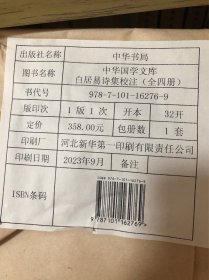 出版社名称 中华书局
图书名称 中华国学文库
白居易诗集校注（全四册）
书代号 978-7-101-16276-9
版印次 1版1次 开本 32开
定价 358.00元 包册数 1套
印刷厂 河北新华第一印刷有限责任公司
印刷日期 2023年9月 备注
ISBN条码
9787101162769